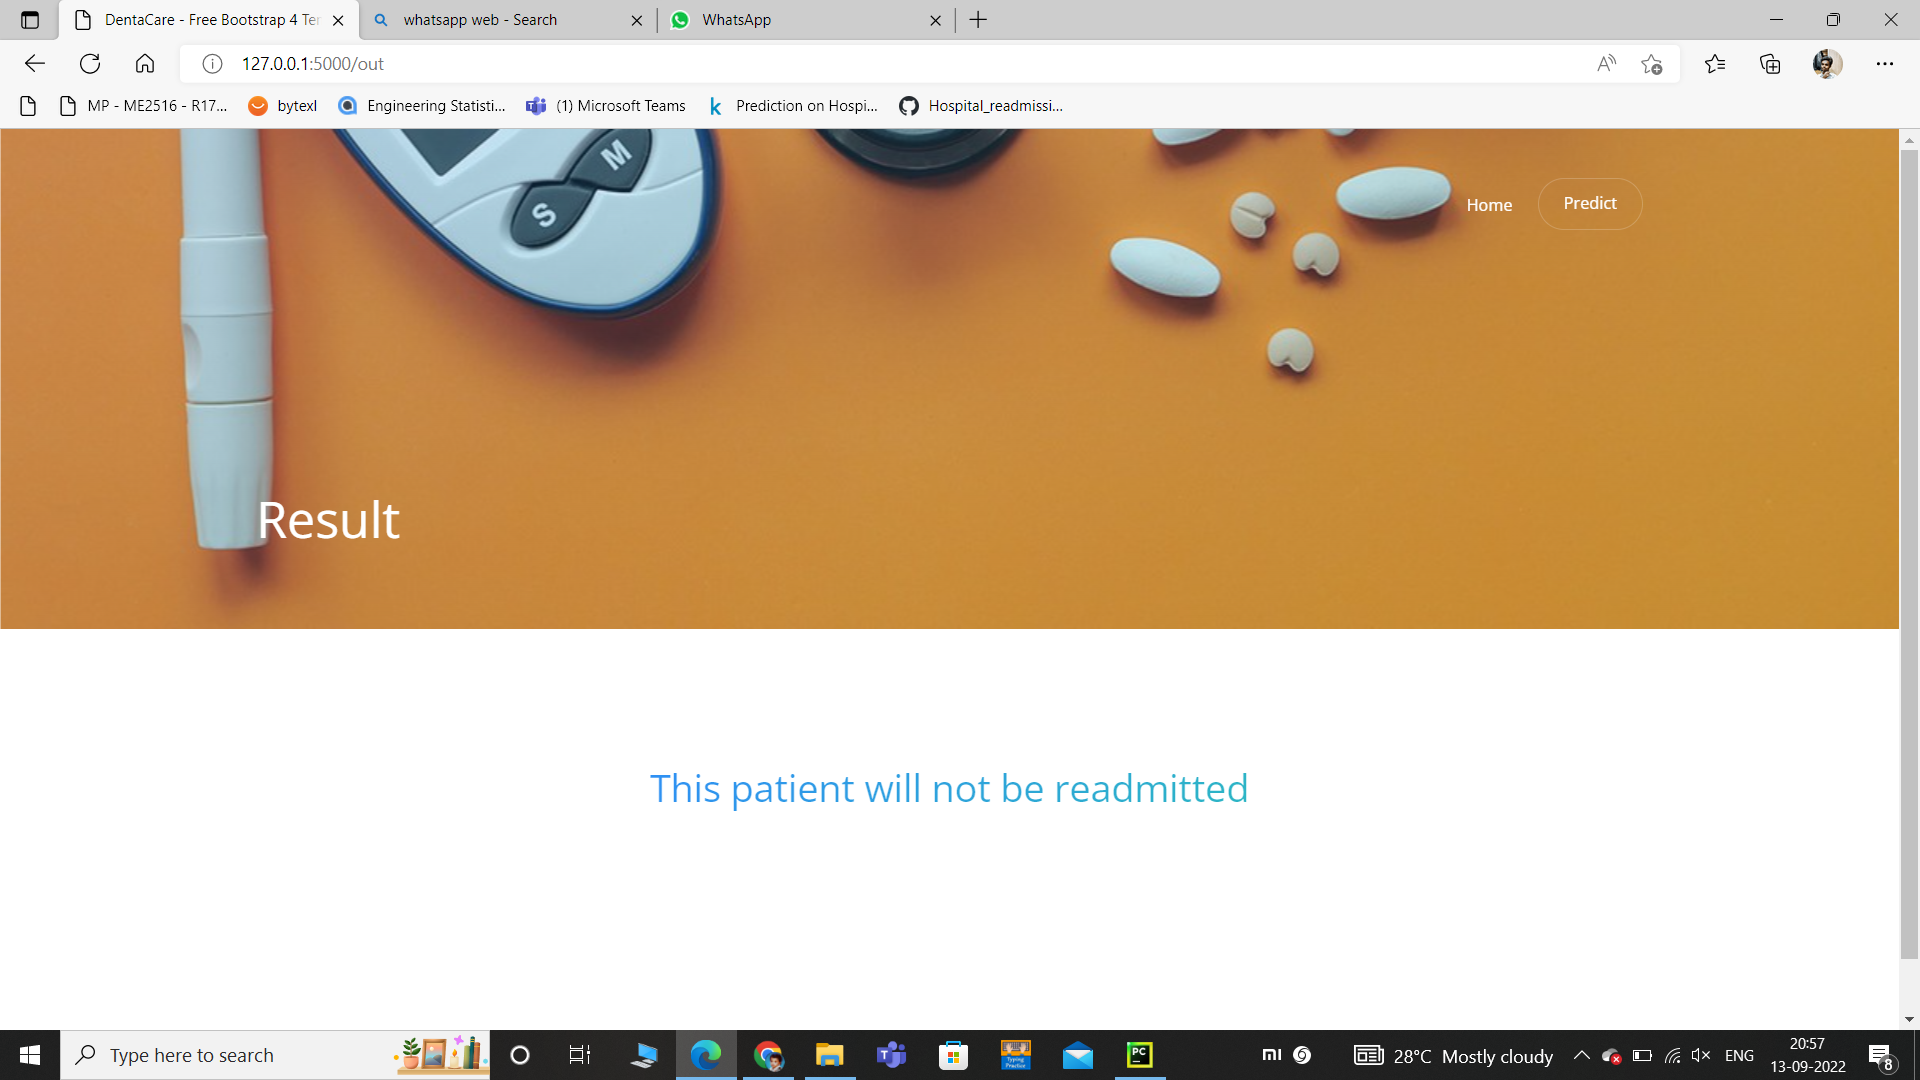 DentaCare - Free Bootstrap 4 Ter
whatsapp web - Search
WhatsApp
127.0.0.1:5000/out
MP - ME2516 - R17...
bytexl
Engineering Statisti...
(1) Microsoft Teams
Prediction on Hospi...
Hospital_readmissi...
M
S
Home
Predict
Result
This patient will not be readmitted
Type here to search
28°C Mostly cloudy
ENG
20:57
13-09-2022
8